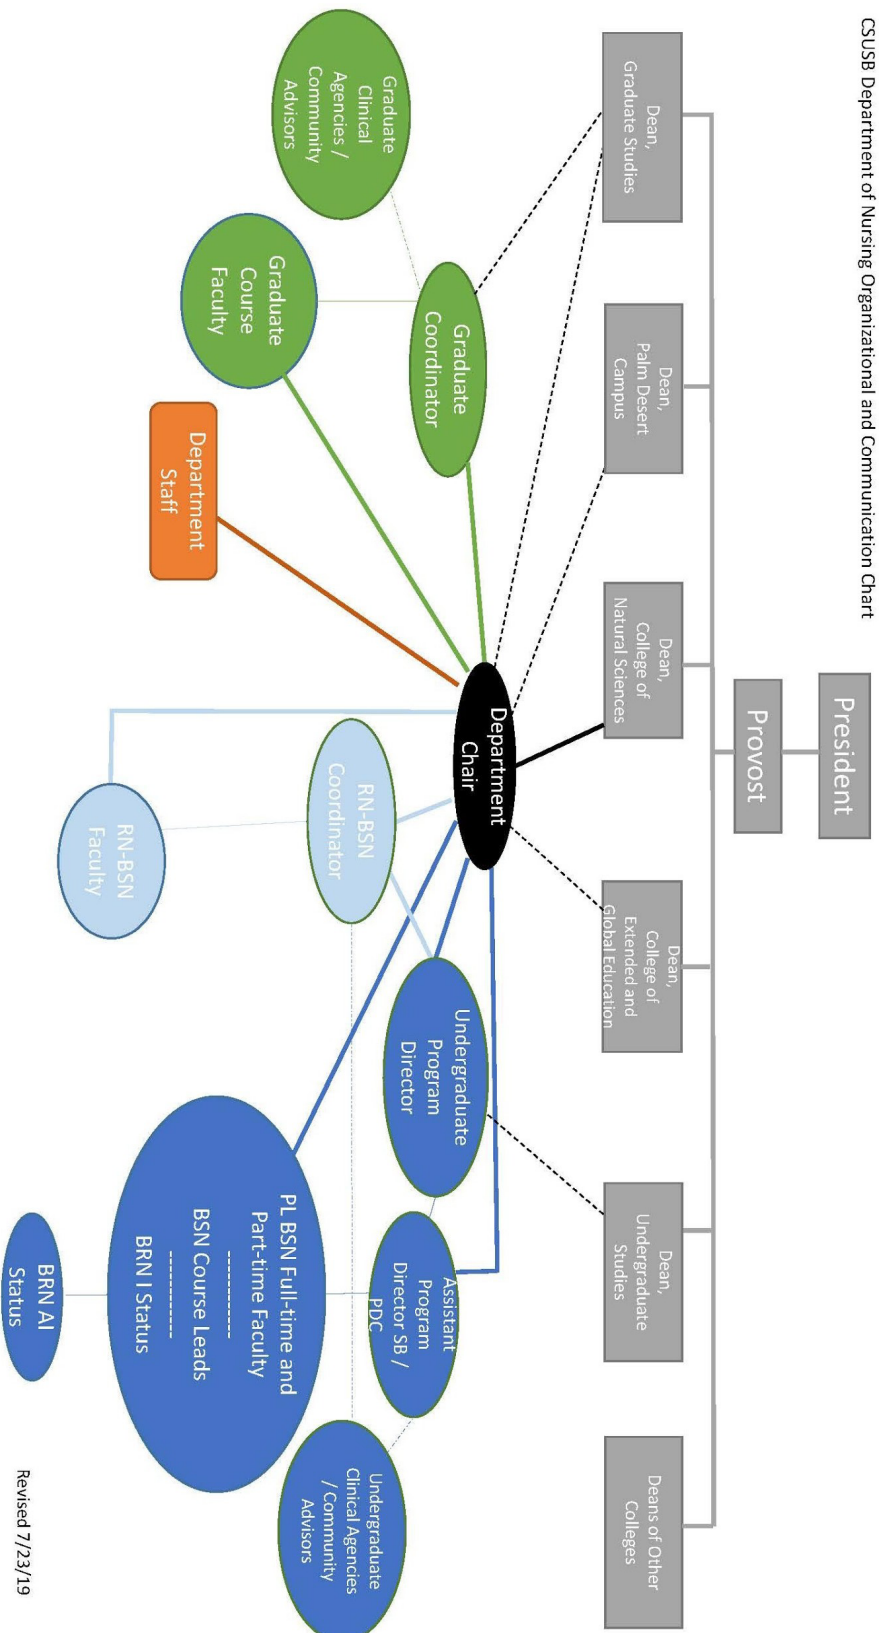 CSUSB Department of Nursing Organizational and Communication Chart
President
Provost
Dean,
Graduate Studies
Dean,
Palm Desert
Campus
Dean,
College of
Natural Sciences
Dean,
College of
Extended and
Global Education
Dean,
Undergraduate
Studies
Deans of Other
Colleges
Department
Chair
Graduate
Coordinator
Graduate
Clinical
Agencies /
Community
Advisors
Graduate
Course
Faculty
Department
Staff
RN-BSN
Coordinator
RN-BSN
Faculty
Undergraduate
Program
Director
Assistant
Program
Director SB /
PDC
PL BSN Full-time and
Part-time Faculty
------------
BSN Course Leads
------------
BRN I Status
BRN AI
Status
Undergraduate
Clinical Agencies
/ Community
Advisors
Revised 7/23/19